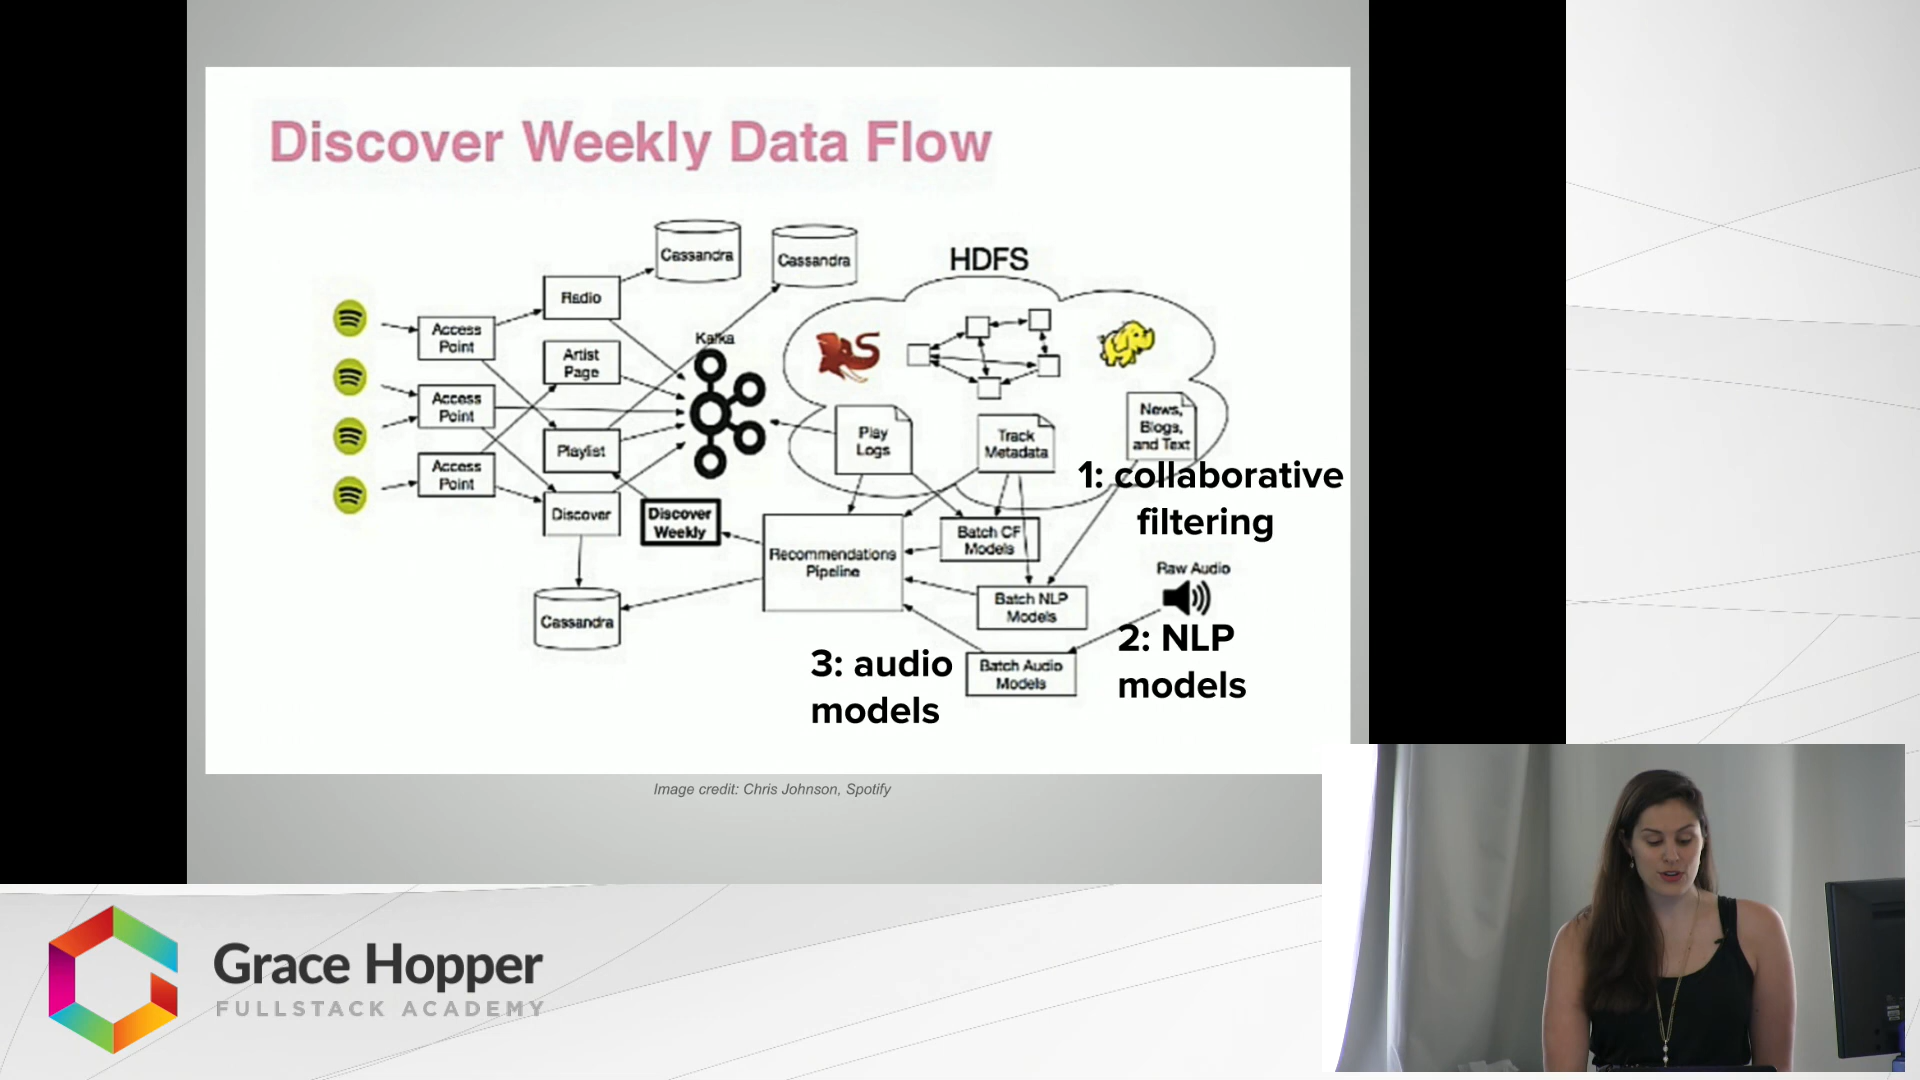 Discover Weekly Data Flow
Cassandra
Cassandra
HDFS
Radio
Access
Point
Kafka
Artist
Page
Access
Point
News,
Blogs,
and Text
Play
Logs
Track
Metadata
Playlist
Access
Point
1: collaborative
filtering
Discover
Discover
Weekly
Batch CF
Models
Recommendations
Pipeline
Raw Audio
Batch NLP
Models
Cassandra
2: NLP
models
3: audio
models
Batch Audio
Models
Image credit: Chris Johnson, Spotify
Grace Hopper
FULLSTACK ACADEMY